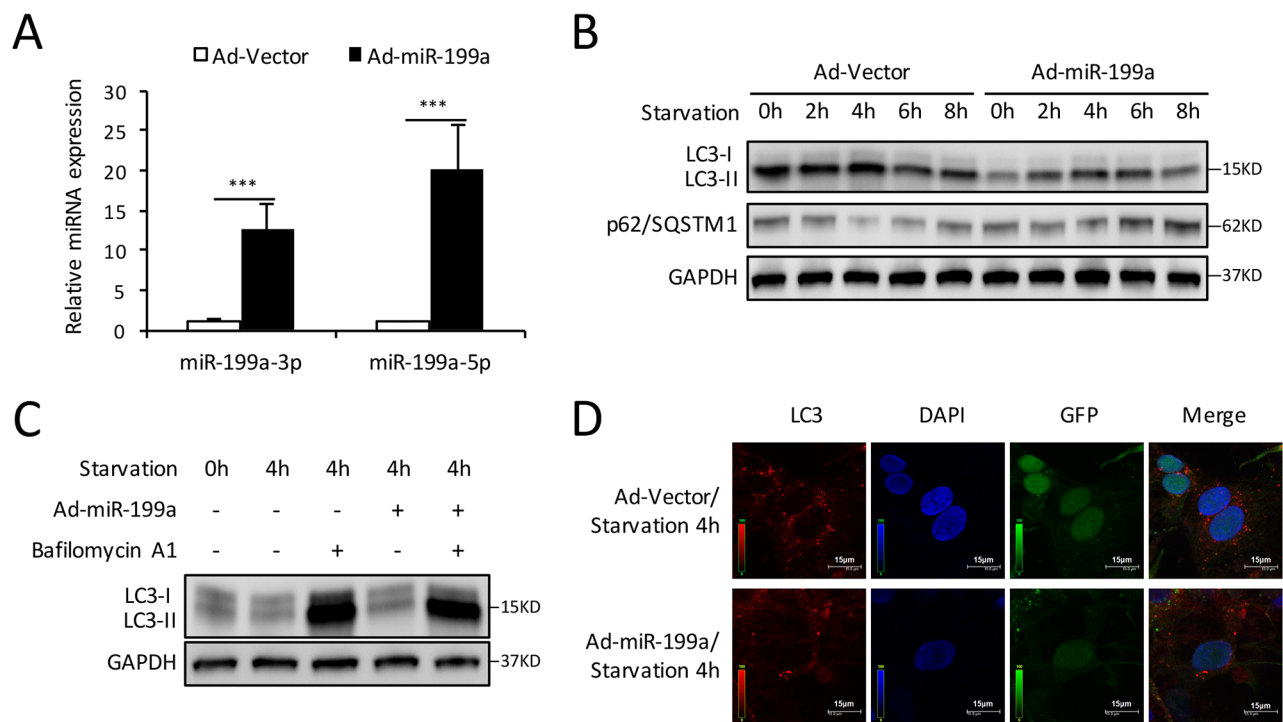 A
Ad-Vector Ad-miR-199a
Relative miRNA expression
30
25
20
15
10
5
0
***
***
miR-199a-3p miR-199a-5p
B
Ad-Vector Ad-miR-199a
Starvation 0h 2h 4h 6h 8h 0h 2h 4h 6h 8h
LC3-I
LC3-II
15KD
p62/SQSTM1 62KD
GAPDH 37KD
C
Starvation 0h 4h 4h 4h 4h
Ad-miR-199a - - - + +
Bafilomycin A1 - - + - +
LC3-I
LC3-II
15KD
GAPDH 37KD
D
LC3 DAPI GFP Merge
Ad-Vector/
Starvation 4h
15μm 15μm 15μm 15μm
Ad-miR-199a/
Starvation 4h
15μm 15μm 15μm 15μm